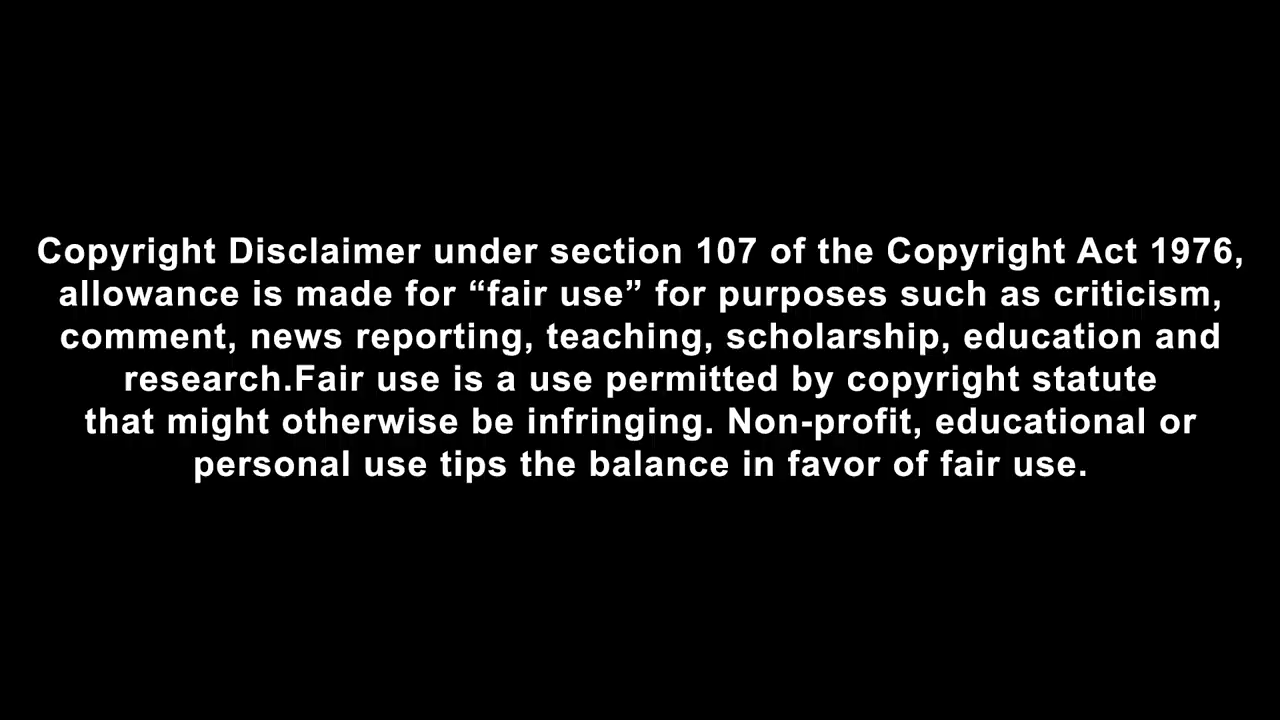 Copyright Disclaimer under section 107 of the Copyright Act 1976,
allowance is made for “fair use” for purposes such as criticism,
comment, news reporting, teaching, scholarship, education and
research.Fair use is a use permitted by copyright statute
that might otherwise be infringing. Non-profit, educational or
personal use tips the balance in favor of fair use.